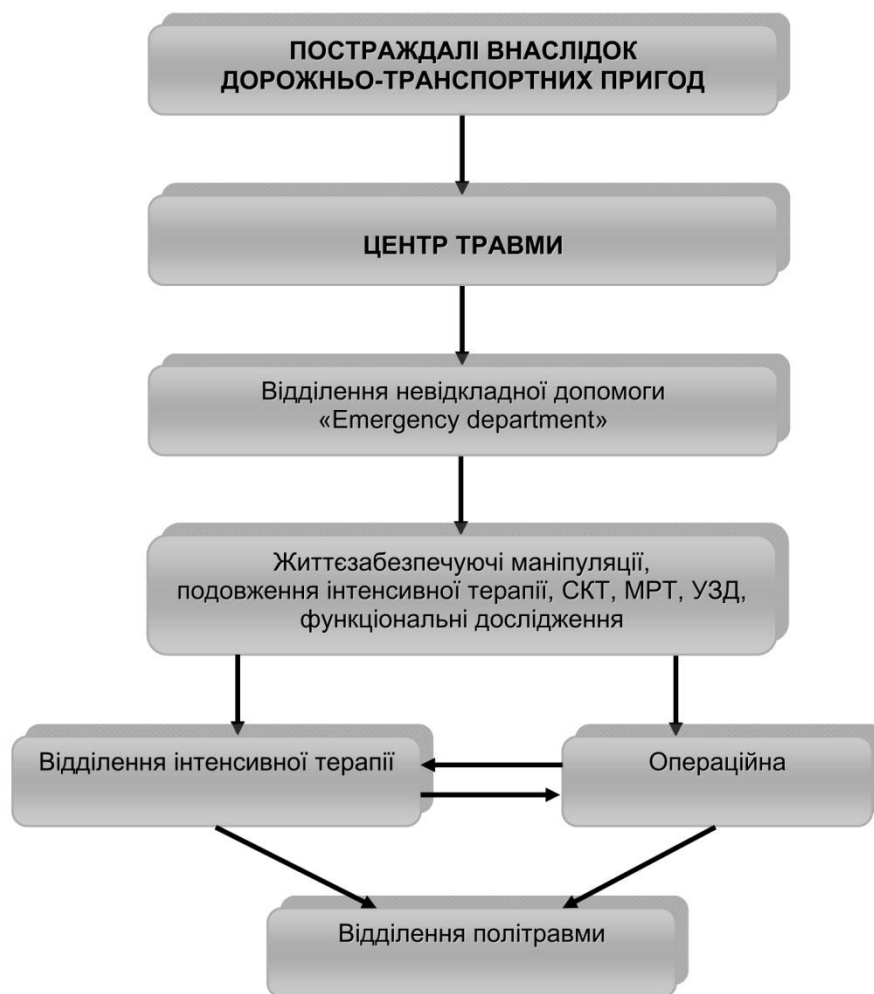 ПОСТРАЖДАЛІ ВНАСЛІДОК
ДОРОЖНЬО-ТРАНСПОРТНИХ ПРИГОД
ЦЕНТР ТРАВМИ
Відділення невідкладної допомоги
«Emergency department»
Життєзабезпечуючі маніпуляції,
подовження інтенсивної терапії, СКТ, МРТ, УЗД,
функціональні дослідження
Відділення інтенсивної терапії
Операційна
Відділення політравми